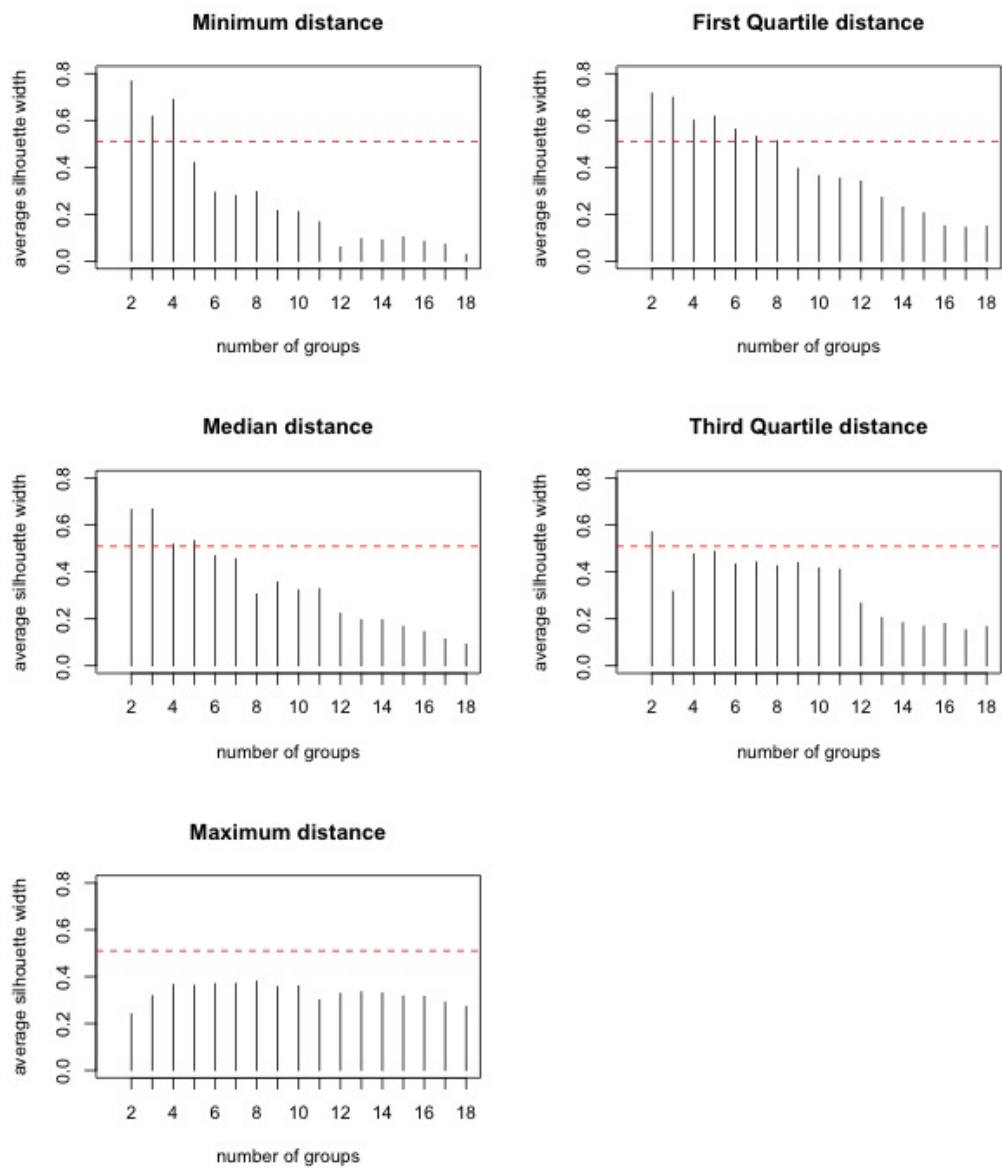 Minimum distance
average silhouette width
0.0 0.2 0.4 0.6 0.8
2 4 6 8 10 12 14 16 18
number of groups
First Quartile distance
average silhouette width
0.0 0.2 0.4 0.6 0.8
2 4 6 8 10 12 14 16 18
number of groups
Median distance
average silhouette width
0.0 0.2 0.4 0.6 0.8
2 4 6 8 10 12 14 16 18
number of groups
Third Quartile distance
average silhouette width
0.0 0.2 0.4 0.6 0.8
2 4 6 8 10 12 14 16 18
number of groups
Maximum distance
average silhouette width
0.0 0.2 0.4 0.6 0.8
2 4 6 8 10 12 14 16 18
number of groups